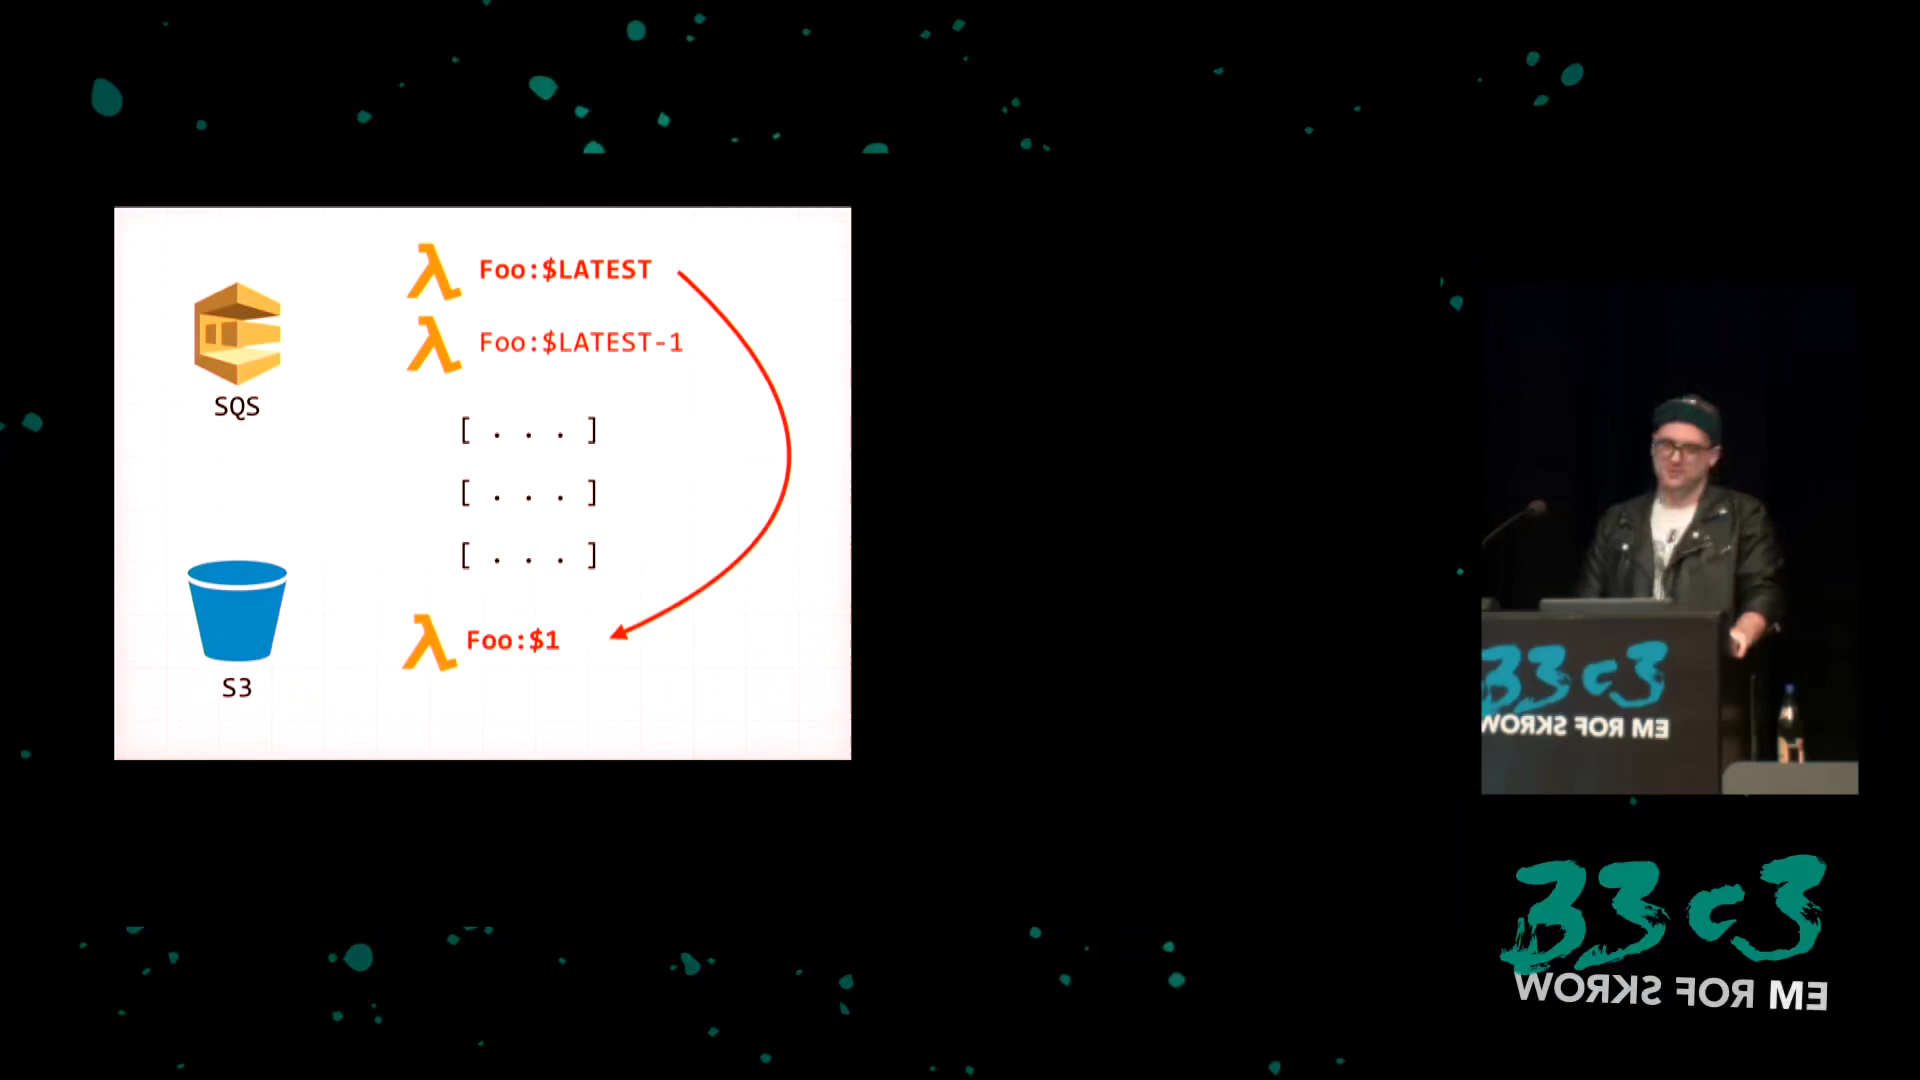 Foo:$LATEST
Foo:$LATEST-1
SQS
[ . . . ]
[ . . . ]
[ . . . ]
Foo:$1
S3
33c3
WORKS FOR ME
33c3
WORKS FOR ME